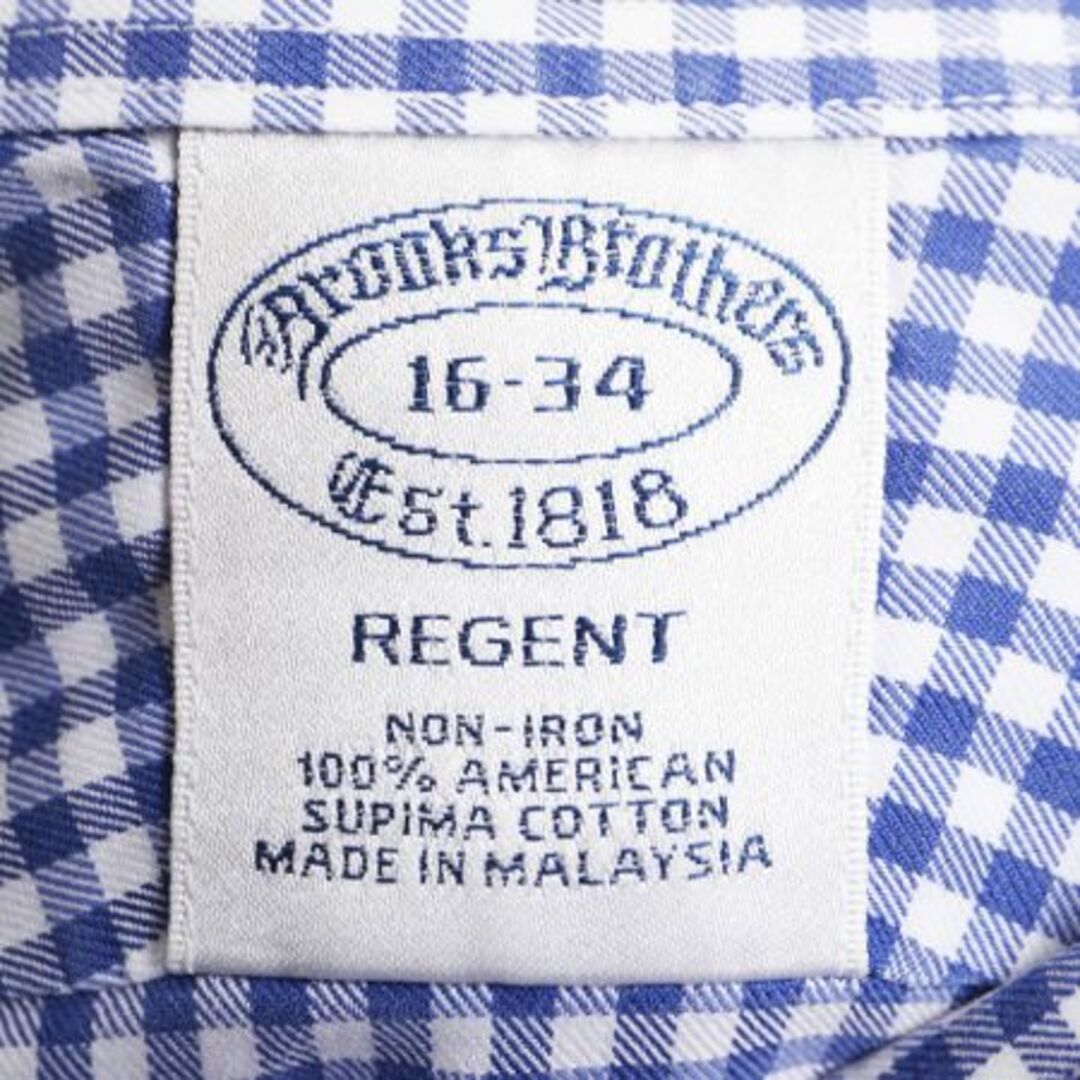 Brooks Brothers
16-34
Est. 1818
REGENT
NON-IRON
100% AMERICAN
SUPIMA COTTON
MADE IN MALAYSIA